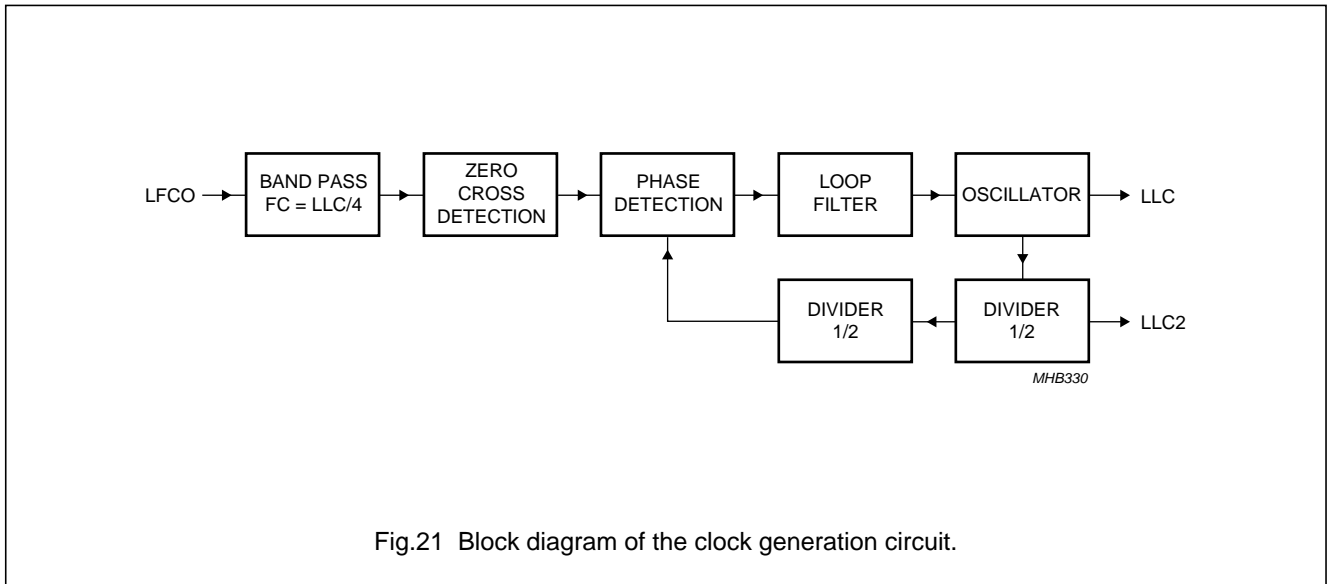 LFCO
BAND PASS
FC = LLC/4
ZERO
CROSS
DETECTION
PHASE
DETECTION
LOOP
FILTER
OSCILLATOR
LLC
DIVIDER
1/2
DIVIDER
1/2
LLC2
MHB330
Fig.21 Block diagram of the clock generation circuit.